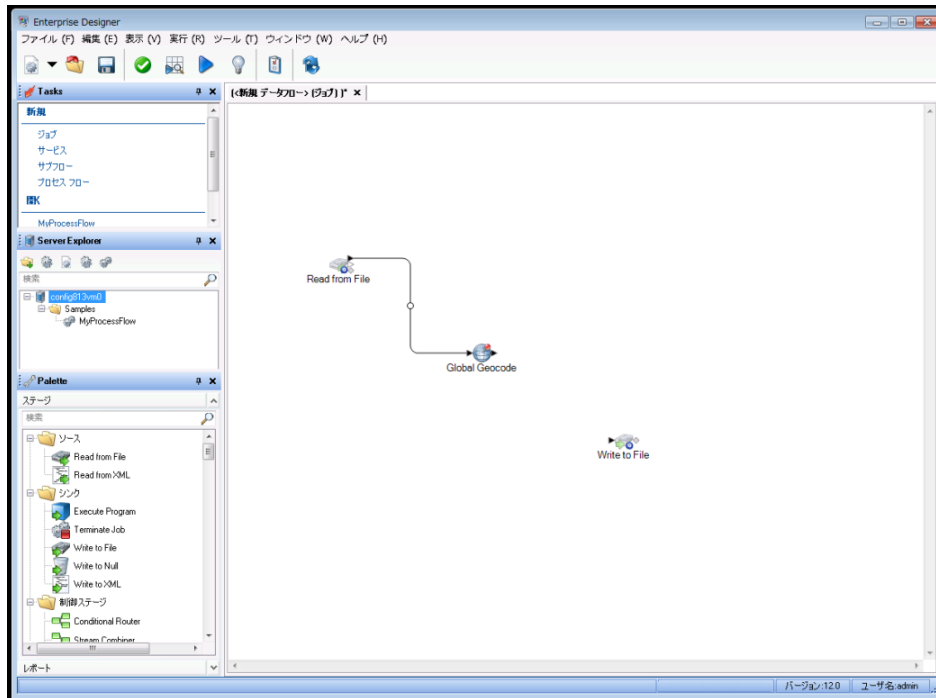 Enterprise Designer
ファイル (F) 編集 (E) 表示 (V) 実行 (R) ツール (T) ウィンドウ (W) ヘルプ (H)
Tasks
新規
ジョブ
サービス
サブフロー
プロセス フロー
開く
MyProcessFlow
Server Explorer
検索
config813vm0
Samples
MyProcessFlow
Palette
ステージ
検索
ソース
Read from File
Read from XML
シンク
Execute Program
Terminate Job
Write to File
Write to Null
Write to XML
制御ステージ
Conditional Router
Stream Combiner
レポート
(<新規 データフロー> (ジョブ) )*
Read from File
Global Geocode
Write to File
バージョン:12.0 ユーザ名:admin